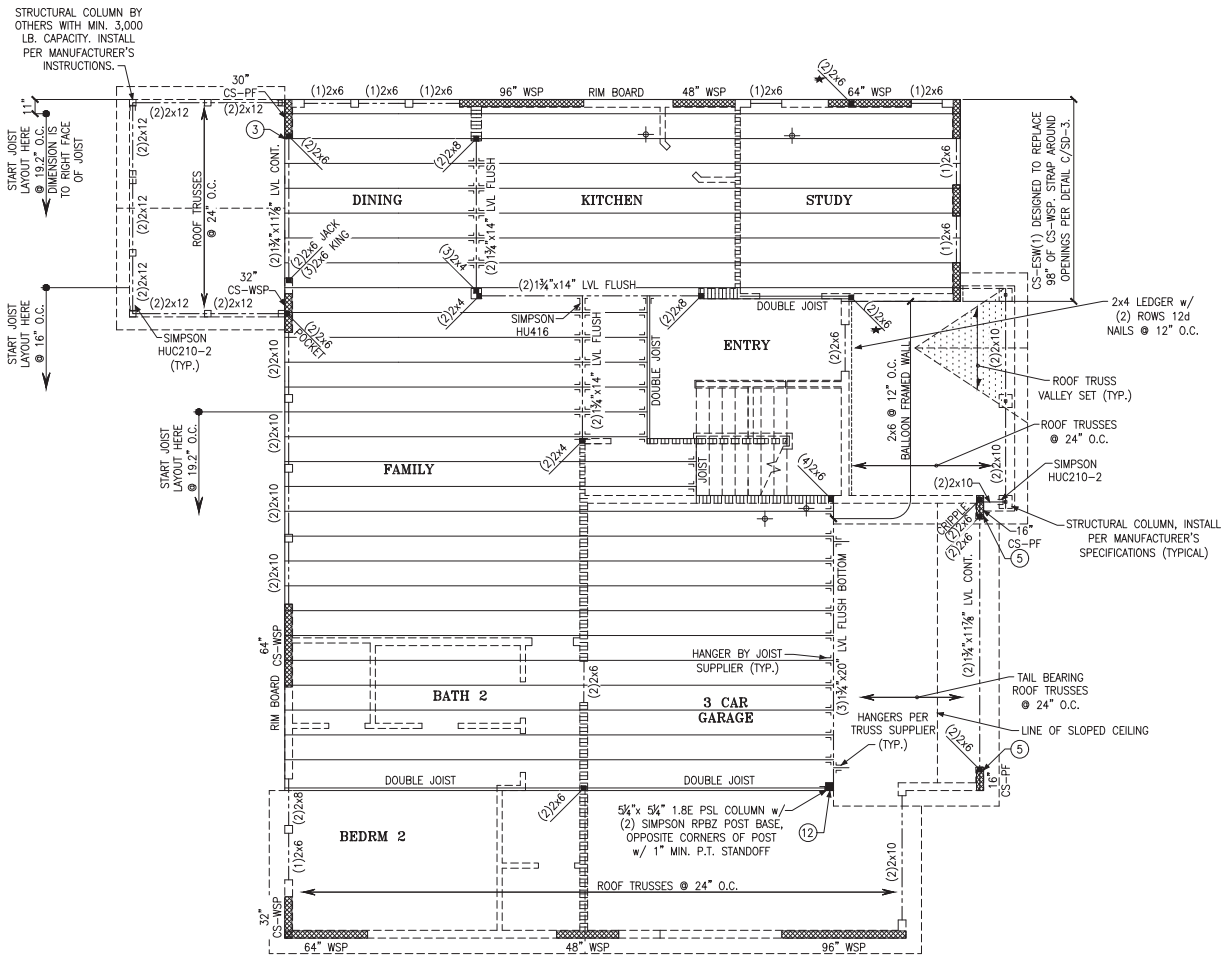 STRUCTURAL COLUMN BY
OTHERS WITH MIN. 3,000
LB. CAPACITY. INSTALL
PER MANUFACTURER'S
INSTRUCTIONS.
30"
CS-PF
(1)2x6
(1)2x6
(1)2x6
96" WSP
RIM BOARD
48" WSP
(1)2x6
(2)2x6
★
64" WSP
(1)2x6
11"
START JOIST
LAYOUT HERE
@ 19.2" O.C.
DIMENSION IS
TO RIGHT FACE
OF JOIST
(2)2x12
(2)2x12
(2)2x12
(2)2x12
(2)2x12
ROOF TRUSSES
@ 24" O.C.
3
(2)2x6
(2)1¾"x11⅞" LVL CONT.
(2)2x8
(2)1¾"x14" LVL FLUSH
DINING
KITCHEN
STUDY
(1)2x6
(1)2x6
CS-ESW(1) DESIGNED TO REPLACE
98" OF CS-WSP. STRAP AROUND
OPENINGS PER DETAIL C/SD-3.
(2)2x6 JACK
(3)2x6 KING
(3)2x4
32"
CS-WSP
(2)2x12
(2)2x12
(2)2x6
POCKET
(2)2x4
(2)1¾"x14" LVL FLUSH
DOUBLE JOIST
START JOIST
LAYOUT HERE
@ 16" O.C.
SIMPSON
HUC210-2
(TYP.)
SIMPSON
HU416
(2)2x8
(2)2x6
★
2x4 LEDGER w/
(2) ROWS 12d
NAILS @ 12" O.C.
(2)2x10
ENTRY
(2)2x6
(2)1¾"x14" LVL FLUSH
DOUBLE JOIST
2x6 @ 12" O.C.
BALLOON FRAMED WALL
(2)2x10
ROOF TRUSS
VALLEY SET (TYP.)
START JOIST
LAYOUT HERE
@ 19.2" O.C.
(2)2x10
ROOF TRUSSES
@ 24" O.C.
FAMILY
(2)2x4
JOIST
(4)2x6
(2)2x10
(2)2x10
SIMPSON
HUC210-2
CRIPPLE
(2)2x6
(2)2x6
16"
CS-PF
5
STRUCTURAL COLUMN, INSTALL
PER MANUFACTURER'S
SPECIFICATIONS (TYPICAL)
(2)2x10
64"
CS-WSP
RIM BOARD
HANGER BY JOIST
SUPPLIER (TYP.)
(2)2x6
(3)1¾"x20" LVL FLUSH BOTTOM
(2)1¾"x11⅞" LVL CONT.
BATH 2
3 CAR
GARAGE
TAIL BEARING
ROOF TRUSSES
@ 24" O.C.
HANGERS PER
TRUSS SUPPLIER
(TYP.)
LINE OF SLOPED CEILING
(2)2x6
5
16"
CS-PF
DOUBLE JOIST
DOUBLE JOIST
(2)2x8
(2)2x6
5¼"x 5¼" 1.8E PSL COLUMN w/
(2) SIMPSON RPBZ POST BASE,
OPPOSITE CORNERS OF POST
w/ 1" MIN. P.T. STANDOFF
12
BEDRM 2
(1)2x6
(2)2x10
ROOF TRUSSES @ 24" O.C.
32"
CS-WSP
64" WSP
48" WSP
96" WSP